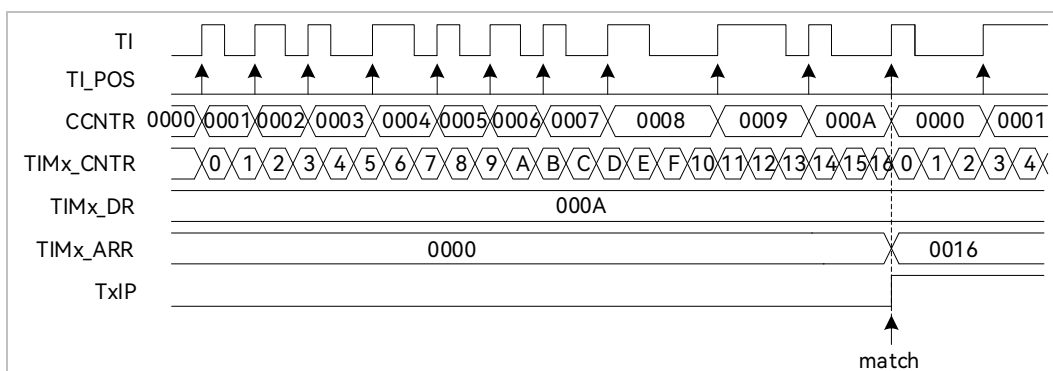 TI
TI_POS
CCNTR 0000 0001 0002 0003 0004 0005 0006 0007 0008 0009 000A 0000 0001
TIMx_CNTR 0 1 2 3 4 5 6 7 8 9 A B C D E F 10 11 12 13 14 15 16 0 1 2 3 4
TIMx_DR 000A
TIMx_ARR 0000 0016
TxIP
match